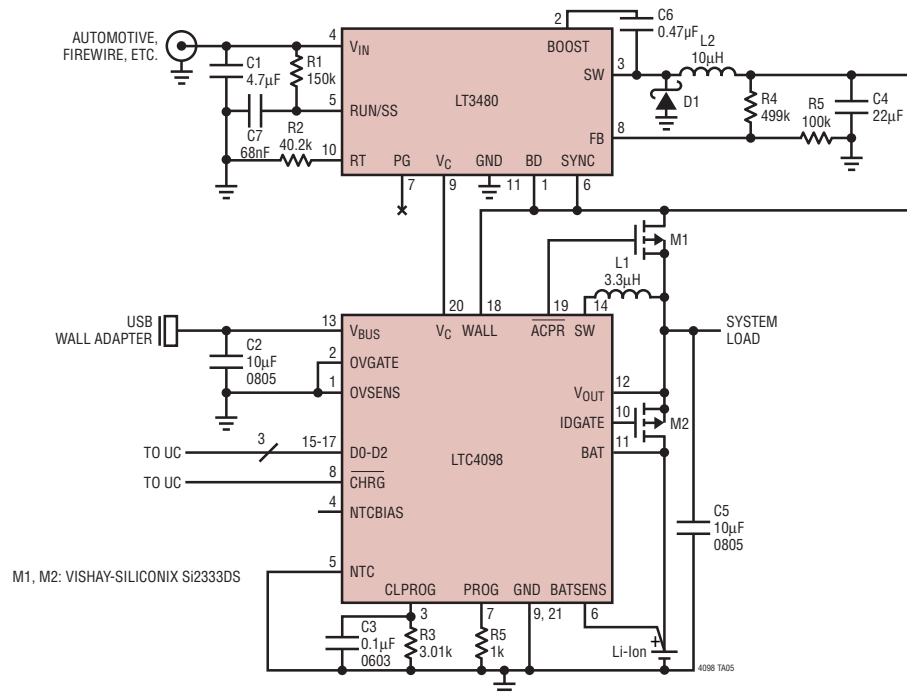 AUTOMOTIVE,
FIREWIRE, ETC.
C1
4.7µF
R1
150k
C7
68nF
R2
40.2k
4
VIN
5
RUN/SS
10
RT
LT3480
2
BOOST
C6
0.47µF
3
SW
L2
10µH
D1
R4
499k
R5
100k
C4
22µF
8
FB
PG
7
VC
9
GND
11
BD
1
SYNC
6
M1
L1
3.3µH
20
VC
18
WALL
19
ACPR
14
SW
SYSTEM
LOAD
USB
WALL ADAPTER
13
VBUS
C2
10µF
0805
2
OVGATE
1
OVSENS
12
VOUT
10
IDGATE
M2
11
BAT
LTC4098
TO UC
3
15-17
D0-D2
TO UC
8
CHRG
4
NTCBIAS
5
NTC
C5
10µF
0805
M1, M2: VISHAY-SILICONIX Si2333DS
CLPROG
3
PROG
7
GND
9, 21
BATSENS
6
C3
0.1µF
0603
R3
3.01k
R5
1k
Li-Ion
+
4098 TA05